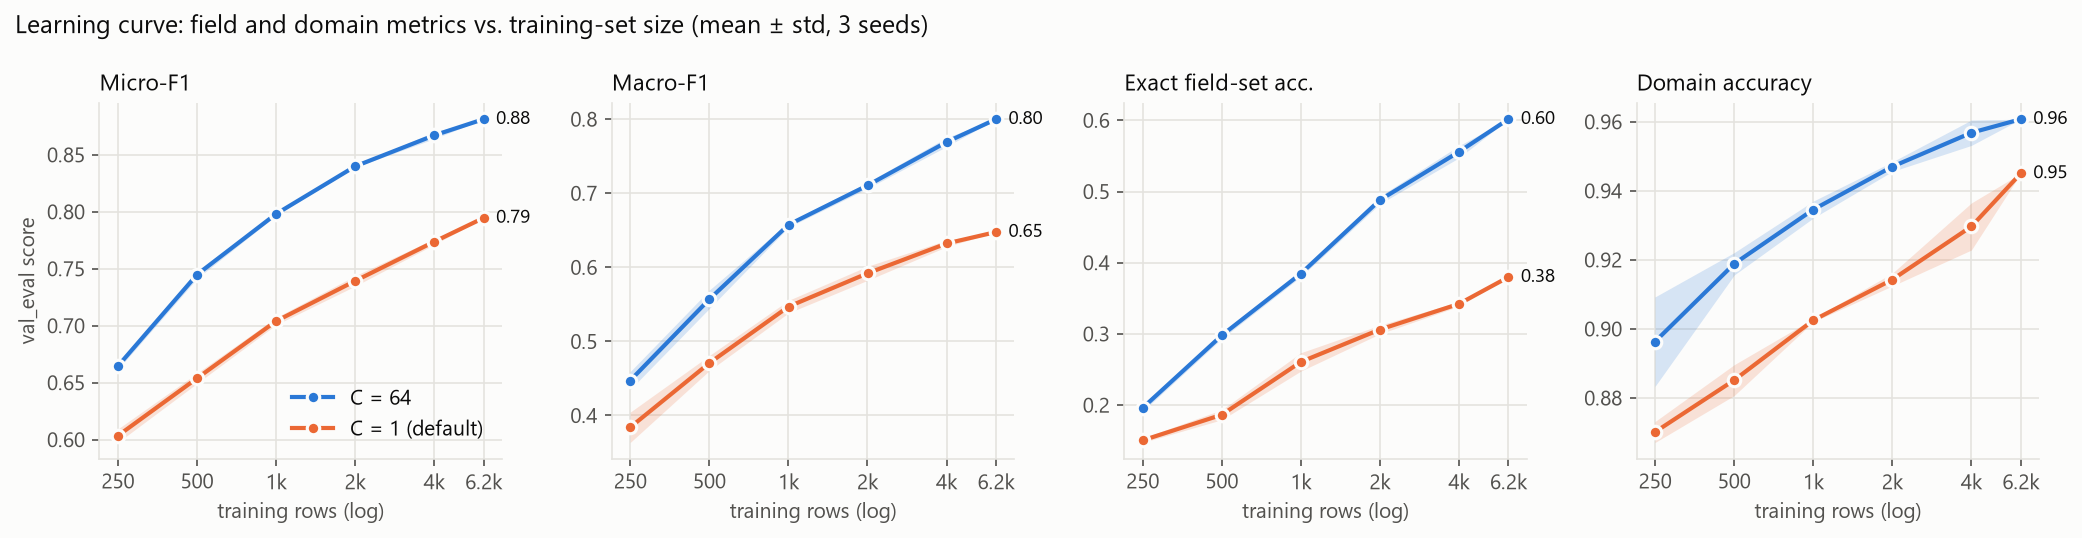 Learning curve: field and domain metrics vs. training-set size (mean ± std, 3 seeds)
Micro-F1
val_eval score
0.85
0.80
0.75
0.70
0.65
0.60
0.88
0.79
C = 64
C = 1 (default)
250 500 1k 2k 4k 6.2k
training rows (log)
Macro-F1
0.8
0.7
0.6
0.5
0.4
0.80
0.65
250 500 1k 2k 4k 6.2k
training rows (log)
Exact field-set acc.
0.6
0.5
0.4
0.3
0.2
0.60
0.38
250 500 1k 2k 4k 6.2k
training rows (log)
Domain accuracy
0.96
0.94
0.92
0.90
0.88
0.96
0.95
250 500 1k 2k 4k 6.2k
training rows (log)